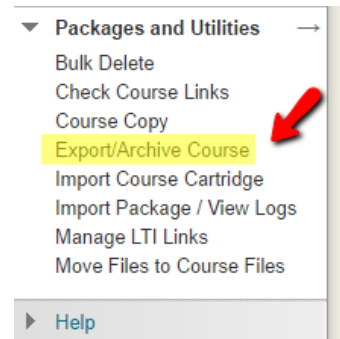 Packages and Utilities →
Bulk Delete
Check Course Links
Course Copy
Export/Archive Course
Import Course Cartridge
Import Package / View Logs
Manage LTI Links
Move Files to Course Files
Help